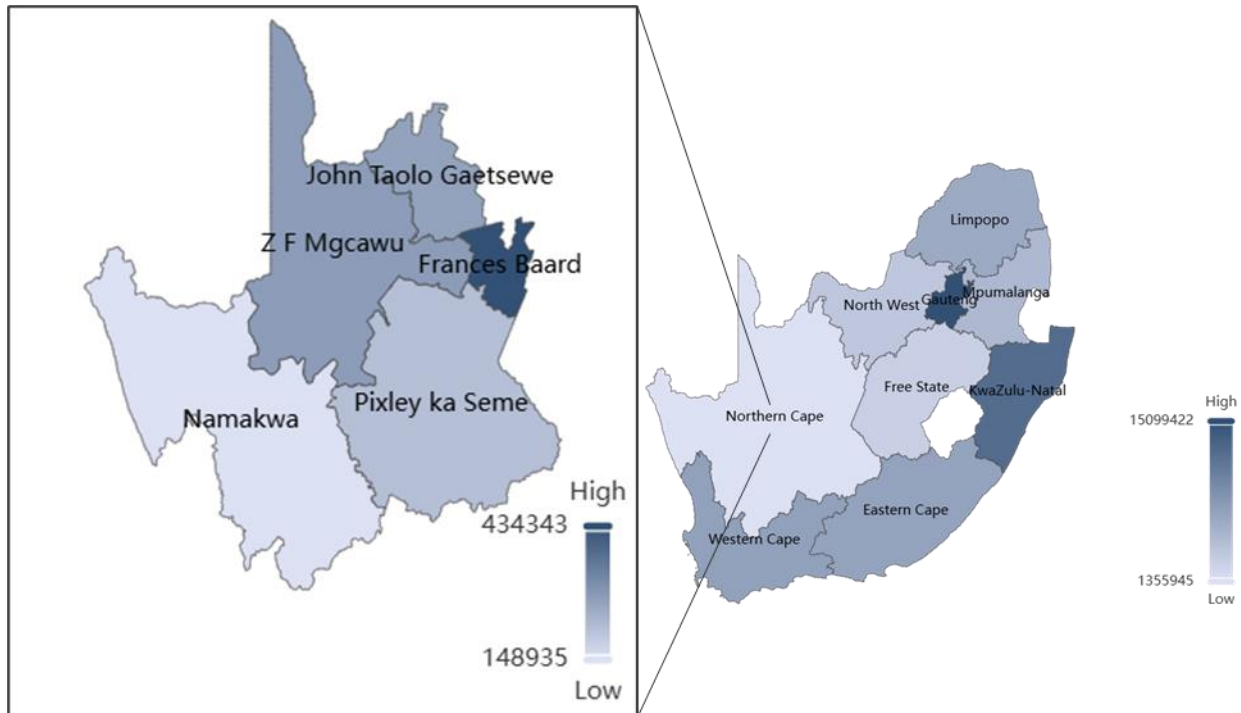 John Taolo Gaetsewe
Z F Mgcawu
Frances Baard
Namakwa
Pixley ka Seme
High
434343
148935
Low
Limpopo
North West
Gauteng
Mpumalanga
Free State
KwaZulu-Natal
Northern Cape
Eastern Cape
Western Cape
High
15099422
1355945
Low